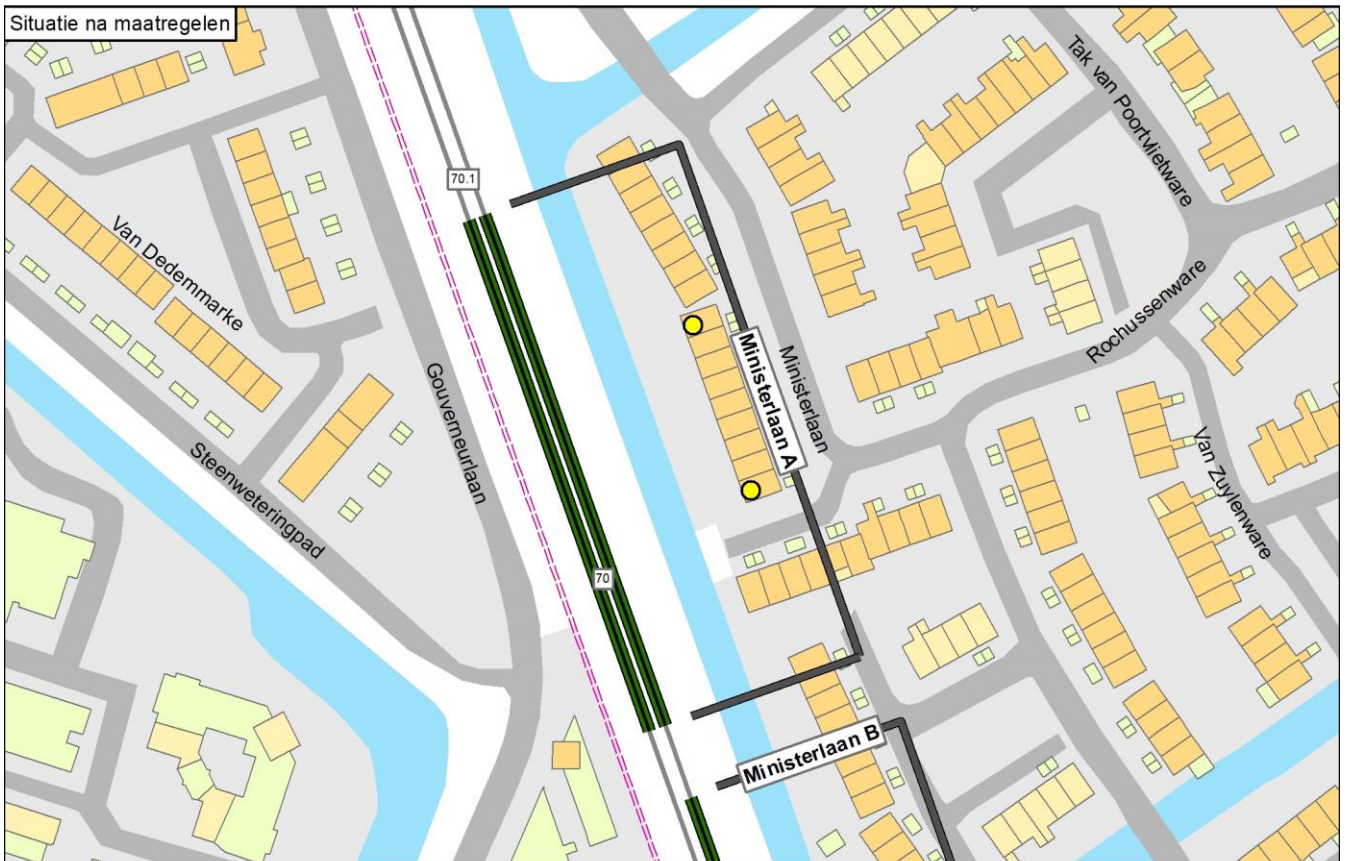 Situatie na maatregelen
Tak van Poortvlietware
70.1
Van Dedemmarke
Rochussenware
Ministerlaan A
Ministerlaan
Gouverneurlaan
Steenweteringpad
Van Zuylenware
70
Ministerlaan B